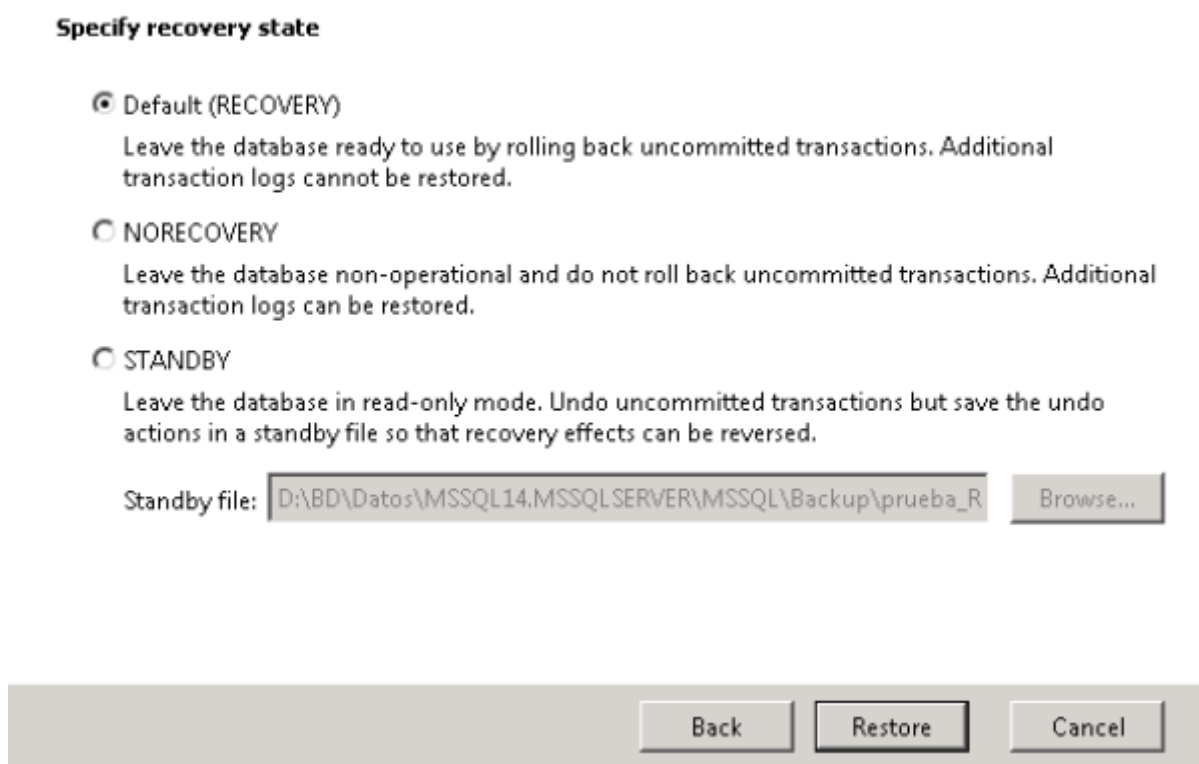 Specify recovery state
Default (RECOVERY)
Leave the database ready to use by rolling back uncommitted transactions. Additional
transaction logs cannot be restored.
NORECOVERY
Leave the database non-operational and do not roll back uncommitted transactions. Additional
transaction logs can be restored.
STANDBY
Leave the database in read-only mode. Undo uncommitted transactions but save the undo
actions in a standby file so that recovery effects can be reversed.
Standby file: D:\BD\Datos\MSSQL14.MSSQLSERVER\MSSQL\Backup\prueba_R Browse...
Back Restore Cancel